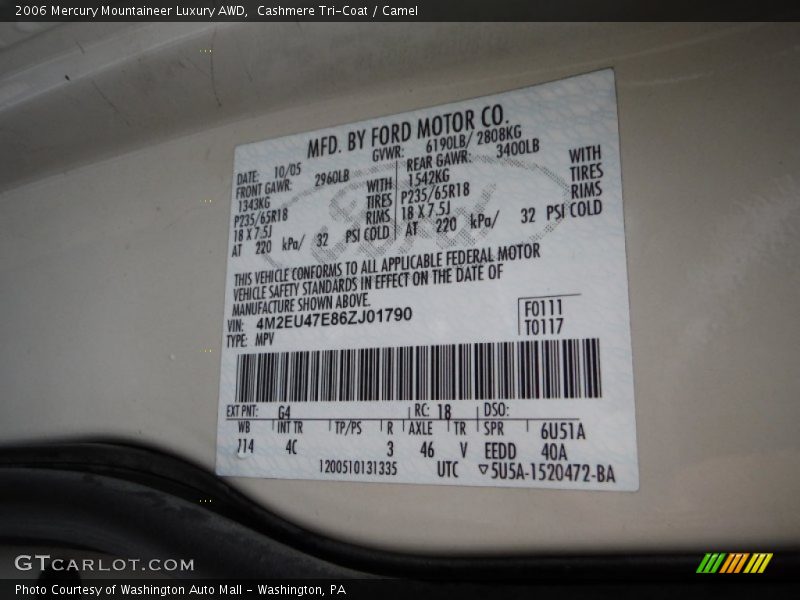 2006 Mercury Mountaineer Luxury AWD,  Cashmere Tri-Coat / Camel
MFD. BY FORD MOTOR CO.
DATE: 10/05 GVWR: 6190LB/ 2808KG
FRONT GAWR: 2960LB REAR GAWR: 3400LB
1343KG WITH 1542KG WITH
P235/65R18 TIRES P235/65R18 TIRES
18 X 7.5J RIMS 18 X 7.5J RIMS
AT 220 kPa/ 32 PSI COLD AT 220 kPa/ 32 PSI COLD
THIS VEHICLE CONFORMS TO ALL APPLICABLE FEDERAL MOTOR
VEHICLE SAFETY STANDARDS IN EFFECT ON THE DATE OF
MANUFACTURE SHOWN ABOVE.
VIN: 4M2EU47E86ZJ01790 F0111
TYPE: MPV T0117
EXT PNT: G4 RC: 18 DSO:
WB INT TR TP/PS R AXLE TR SPR 6U51A
114 4C 3 46 V EEDD 40A
1200510131335 UTC ▽5U5A-1520472-BA
GTCARLOT.COM
Photo Courtesy of Washington Auto Mall - Washington, PA